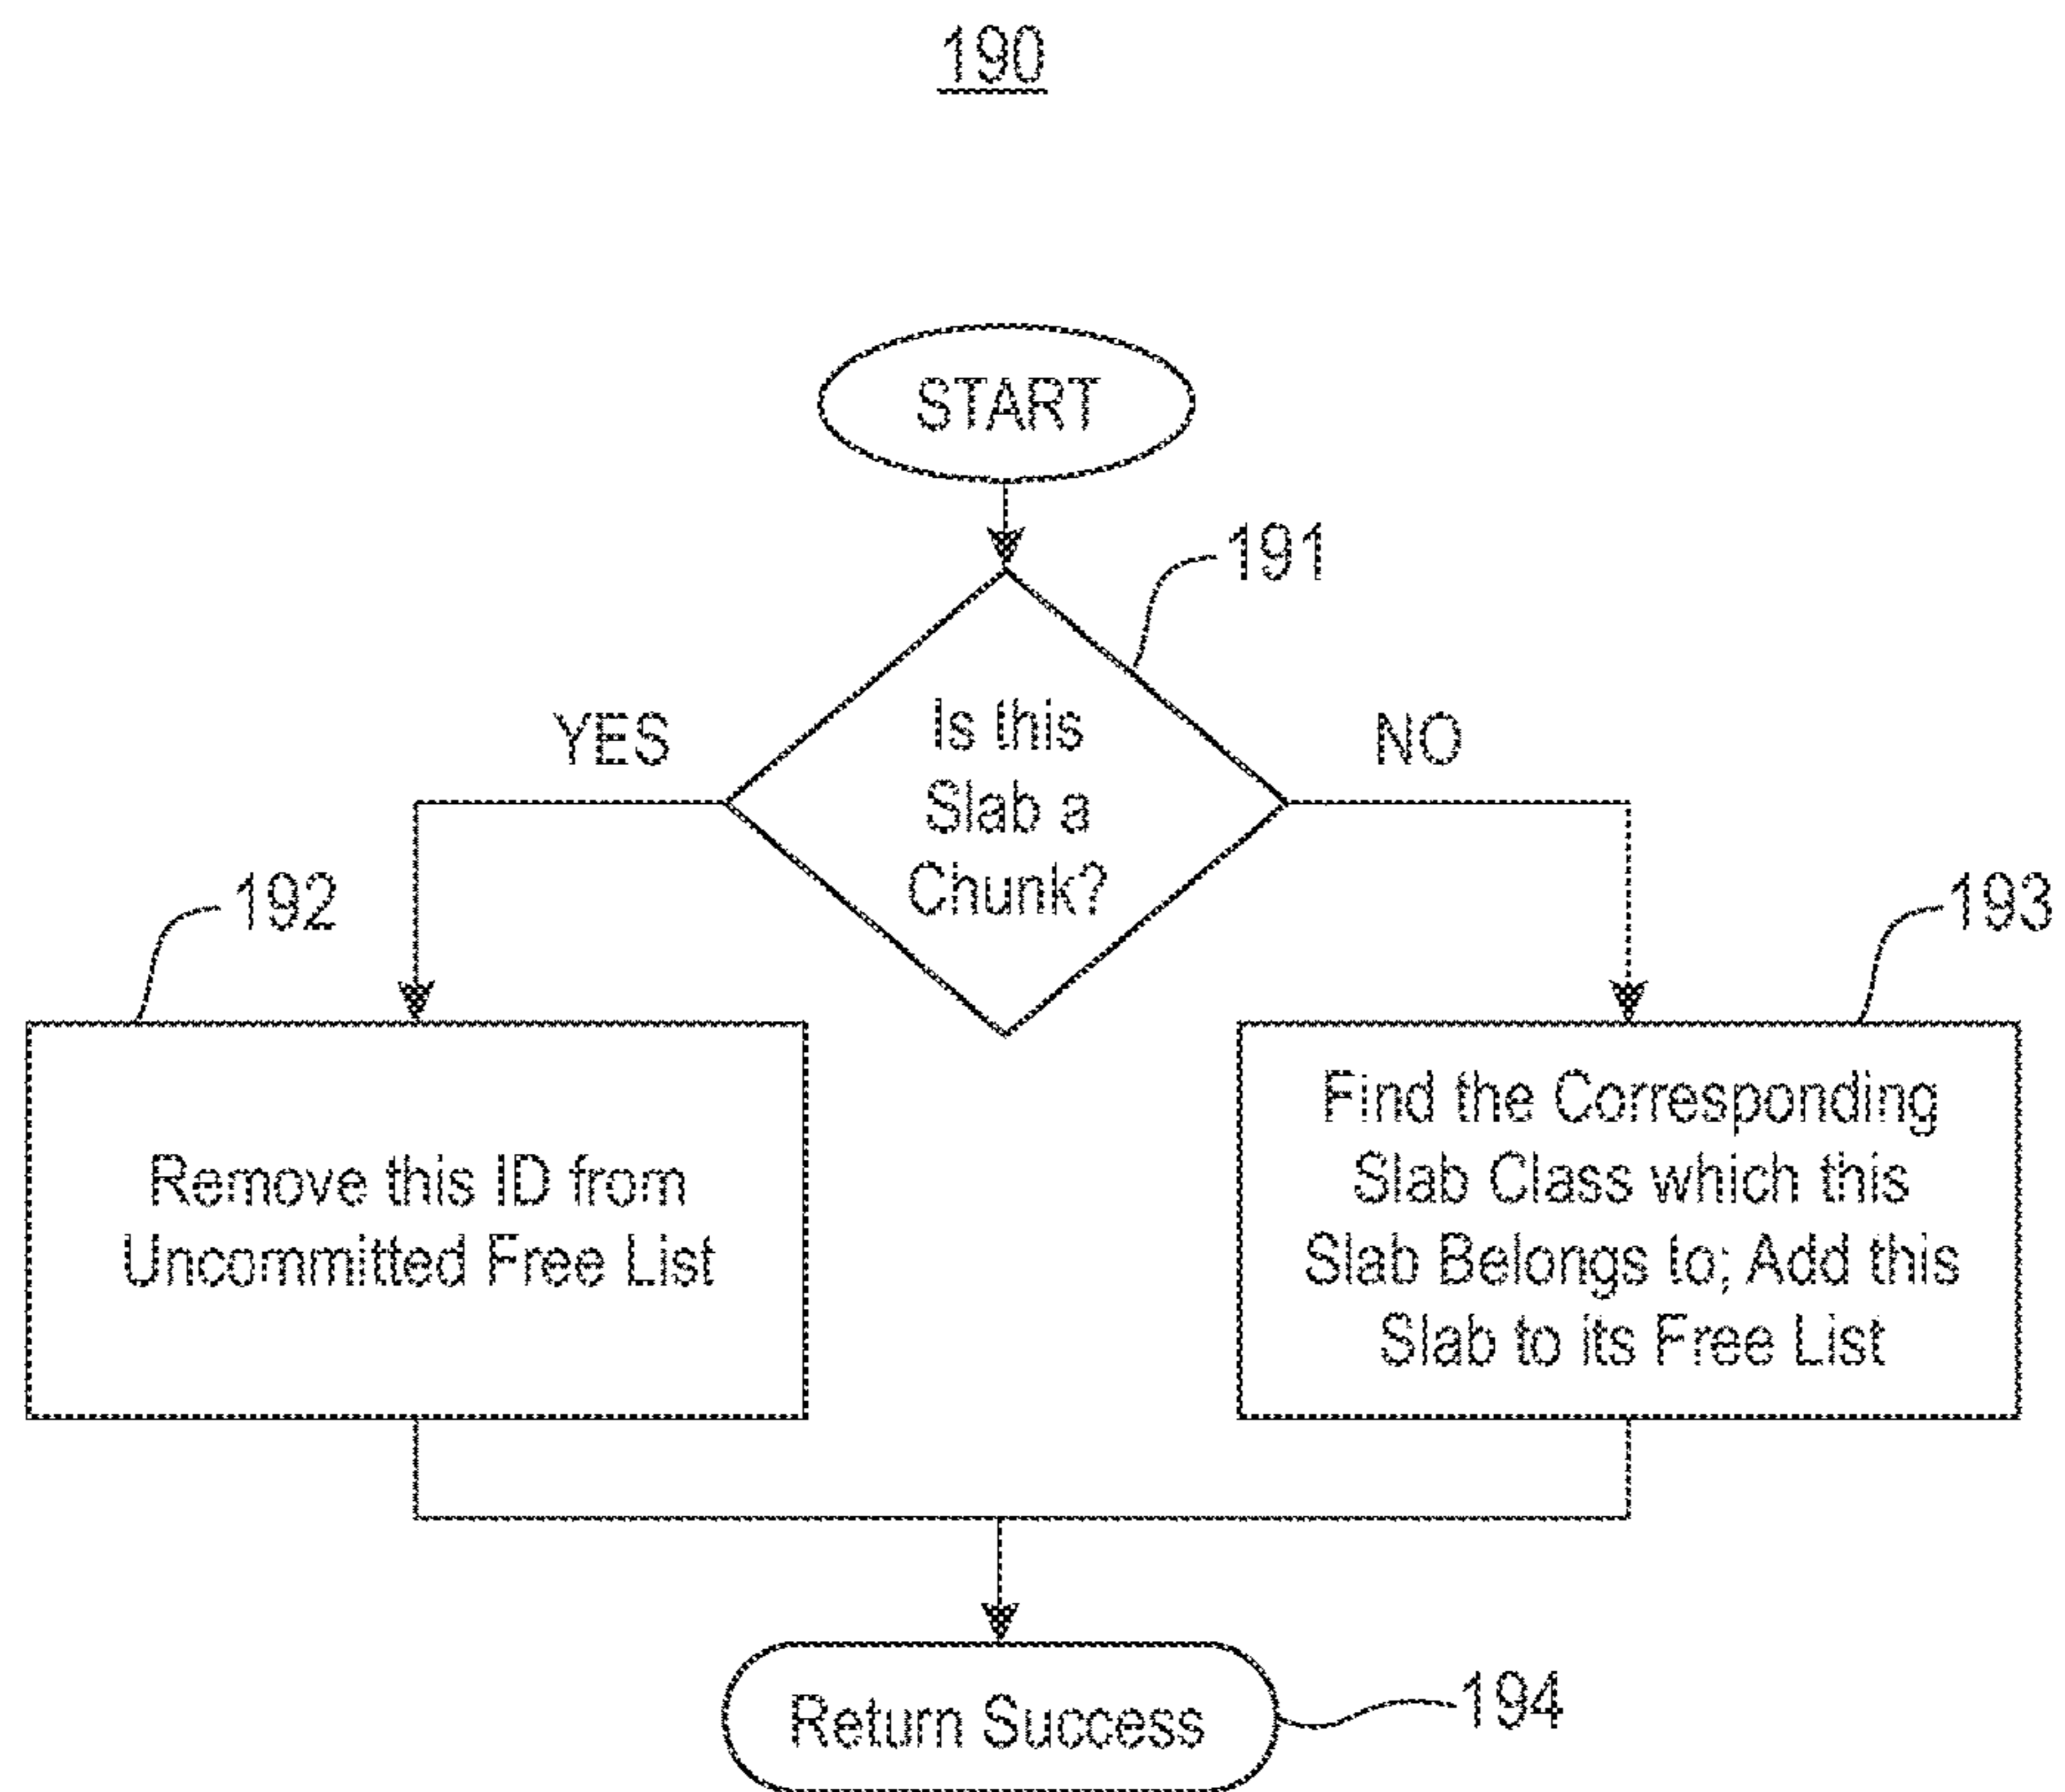 190
START
191
Is this
Slab a
Chunk?
YES
NO
192
193
Remove this ID from
Uncommitted Free List
Find the Corresponding
Slab Class which this
Slab Belongs to; Add this
Slab to its Free List
Return Success
194